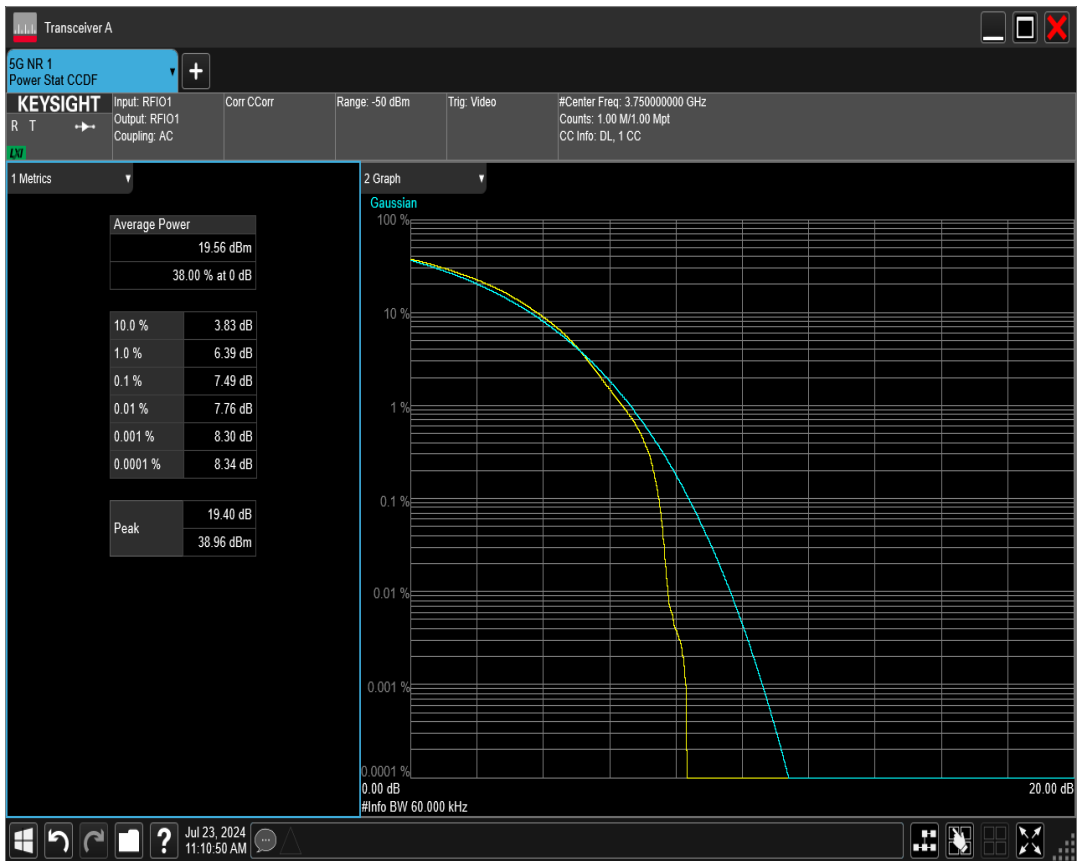 Transceiver A
5G NR 1
Power Stat CCDF
KEYSIGHT
R T
LXI
Input: RFIO1
Output: RFIO1
Coupling: AC
Corr CCorr
Range: -50 dBm
Trig: Video
#Center Freq: 3.750000000 GHz
Counts: 1.00 M/1.00 Mpt
CC Info: DL, 1 CC
1 Metrics
Average Power
19.56 dBm
38.00 % at 0 dB
10.0 % 3.83 dB
1.0 % 6.39 dB
0.1 % 7.49 dB
0.01 % 7.76 dB
0.001 % 8.30 dB
0.0001 % 8.34 dB
Peak
19.40 dB
38.96 dBm
2 Graph
Gaussian
100 %
10 %
1 %
0.1 %
0.01 %
0.001 %
0.0001 %
0.00 dB 20.00 dB
#Info BW 60.000 kHz
?
Jul 23, 2024
11:10:50 AM